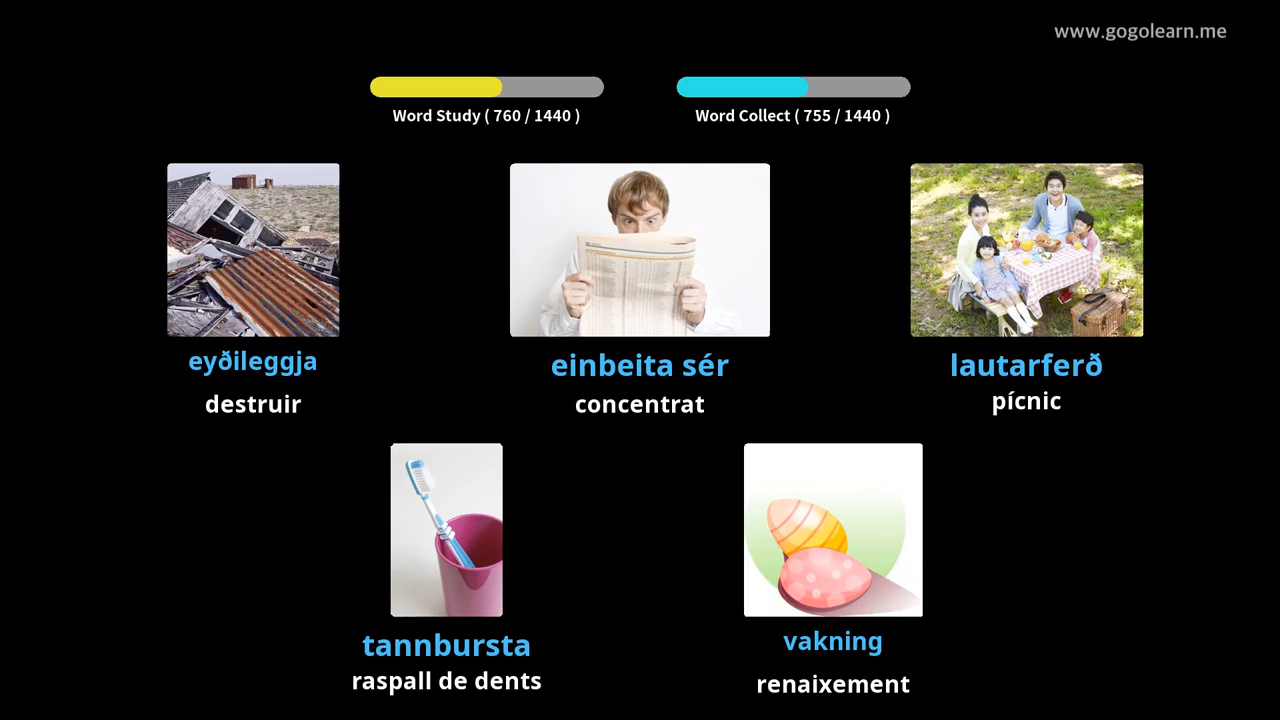 www.gogolearn.me
Word Study ( 760 / 1440 )
Word Collect ( 755 / 1440 )
eyðileggja
destruir
einbeita sér
concentrat
lautarferð
pícnic
tannbursta
raspall de dents
vakning
renaixement